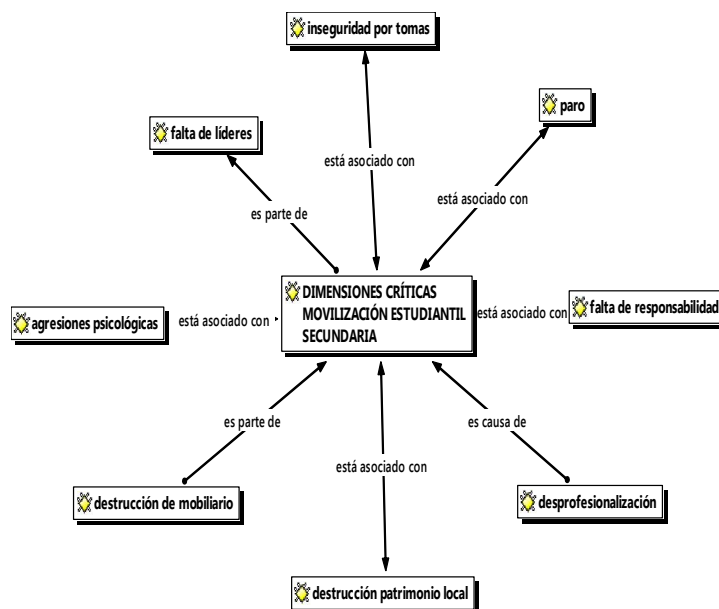 inseguridad por tomas
paro
falta de líderes
está asociado con
está asociado con
es parte de
DIMENSIONES CRÍTICAS
MOVILIZACIÓN ESTUDIANTIL
SECUNDARIA
agresiones psicológicas
está asociado con
está asociado con
falta de responsabilidad
es parte de
es causa de
está asociado con
destrucción de mobiliario
desprofesionalización
destrucción patrimonio local